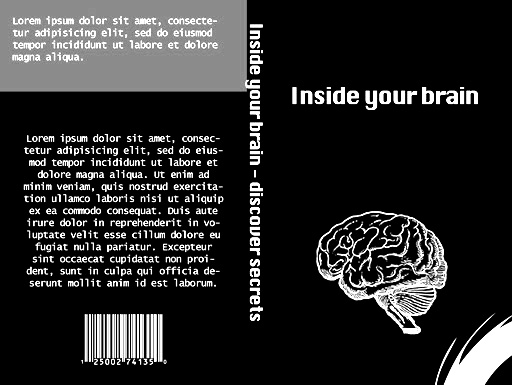 Lorem ipsum dolor sit amet, consecte-
tur adipisicing elit, sed do eiusmod
tempor incididunt ut labore et dolore
magna aliqua.
Lorem ipsum dolor sit amet, consec-
tetur adipisicing elit, sed do eius-
mod tempor incididunt ut labore et
dolore magna aliqua. Ut enim ad
minim veniam, quis nostrud exercita-
tion ullamco laboris nisi ut aliquip
ex ea commodo consequat. Duis aute
irure dolor in reprehenderit in vo-
luptate velit esse cillum dolore eu
fugiat nulla pariatur. Excepteur
sint occaecat cupidatat non proi-
dent, sunt in culpa qui officia de-
serunt mollit anim id est laborum.
1 25002 74135 0
Inside your brain - discover secrets
Inside your brain